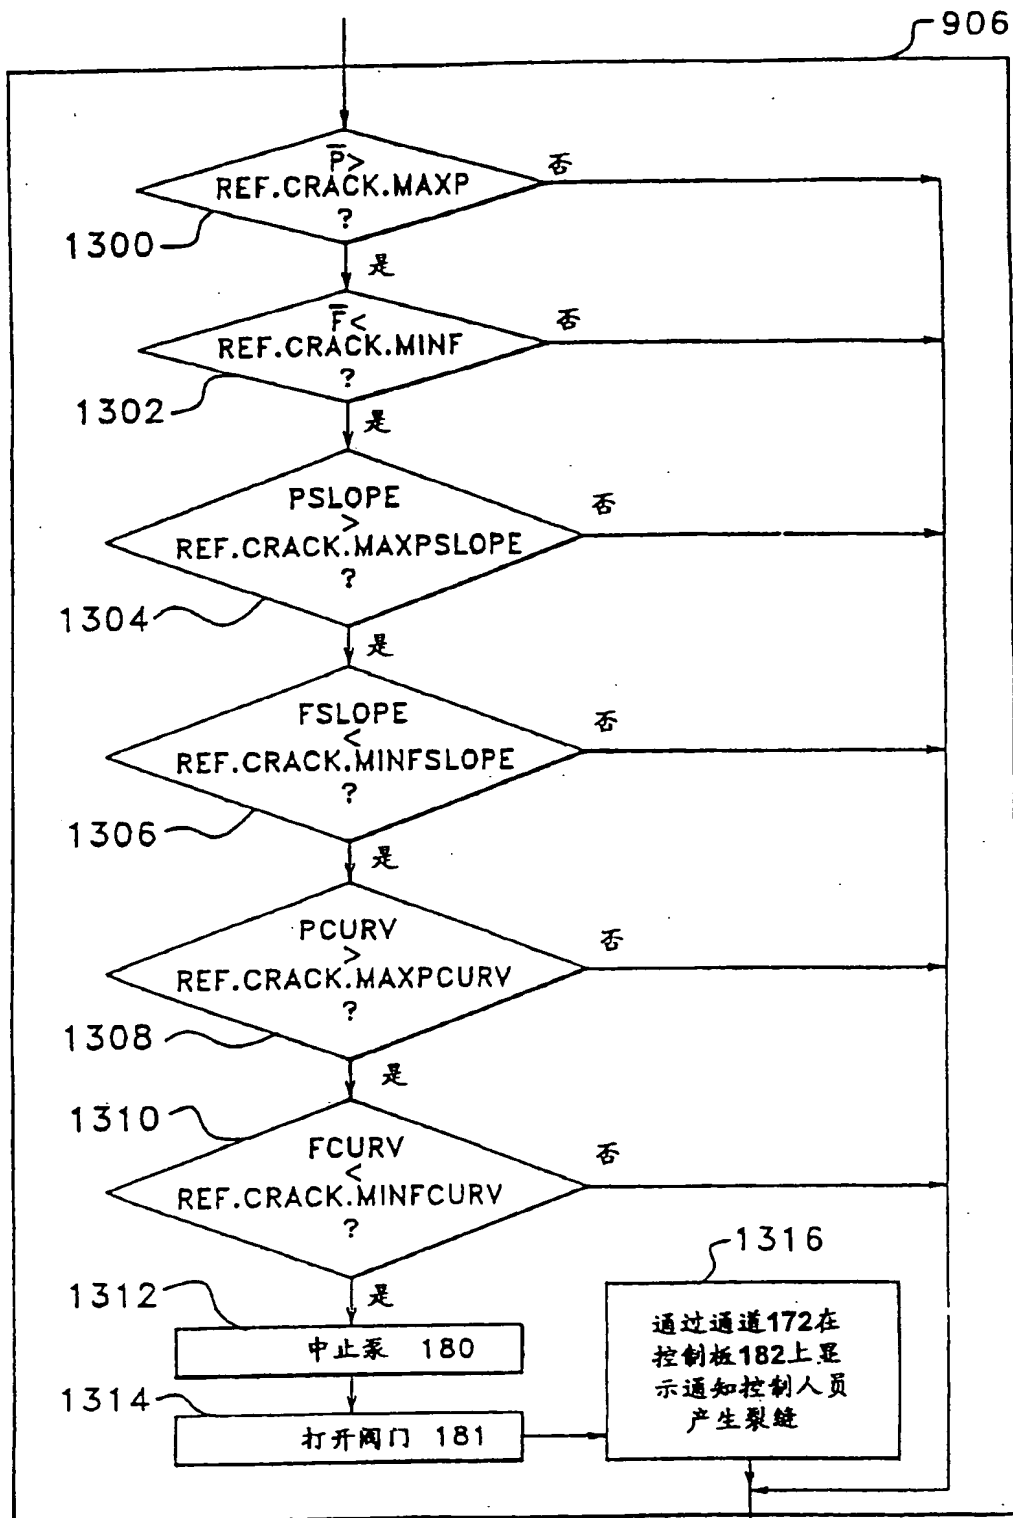 906
P̅>
REF.CRACK.MAXP
?
否
1300
是
F̅<
REF.CRACK.MINF
?
否
1302
是
PSLOPE
>
REF.CRACK.MAXPSLOPE
?
否
1304
是
FSLOPE
<
REF.CRACK.MINFSLOPE
?
否
1306
是
PCURV
>
REF.CRACK.MAXPCURV
?
否
1308
是
1310
FCURV
<
REF.CRACK.MINFCURV
?
否
是
1312
中止泵 180
1314
打开阀门 181
1316
通过通道172在
控制板182上显
示通知控制人员
产生裂缝